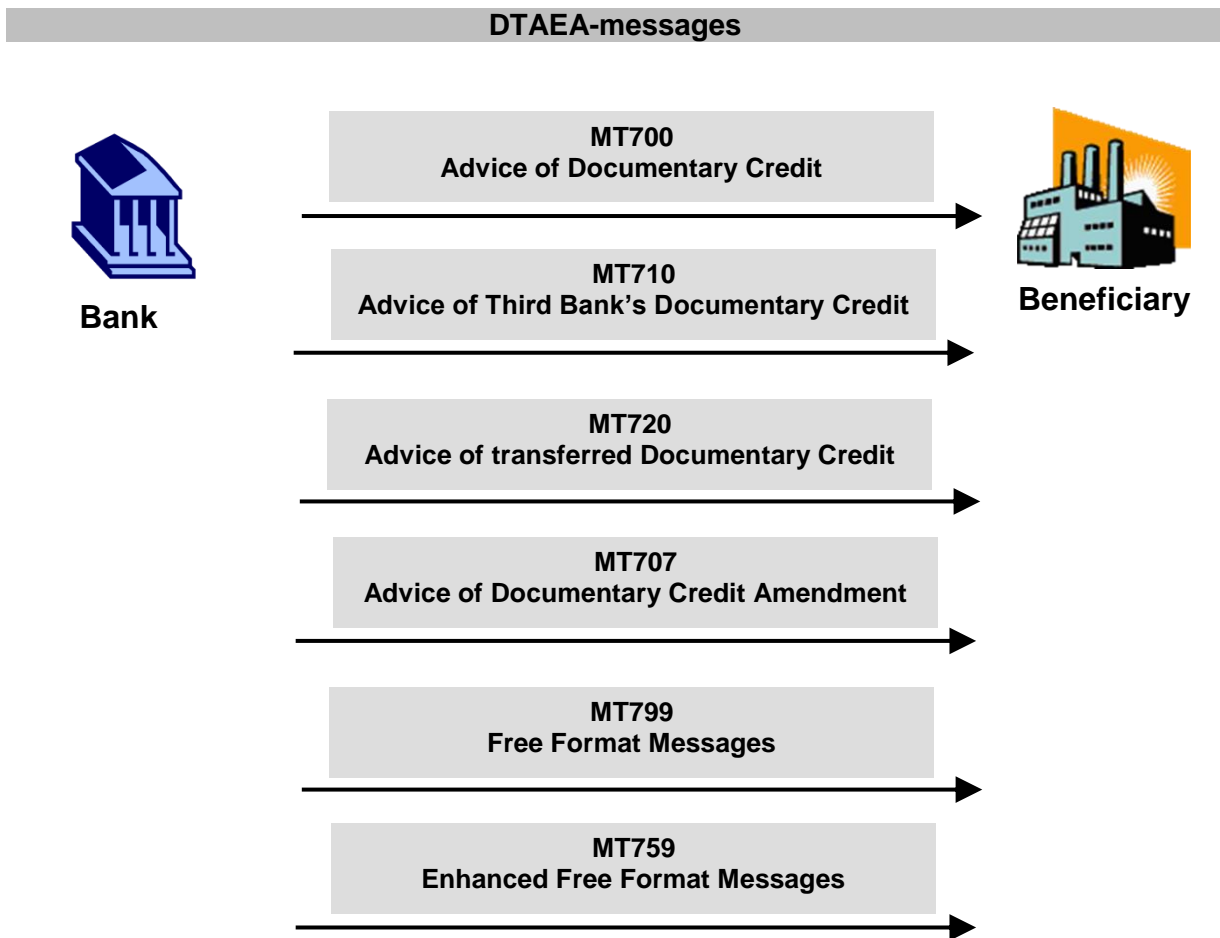 DTAEA-messages
MT700
Advice of Documentary Credit
Bank
Beneficiary
MT710
Advice of Third Bank's Documentary Credit
MT720
Advice of transferred Documentary Credit
MT707
Advice of Documentary Credit Amendment
MT799
Free Format Messages
MT759
Enhanced Free Format Messages